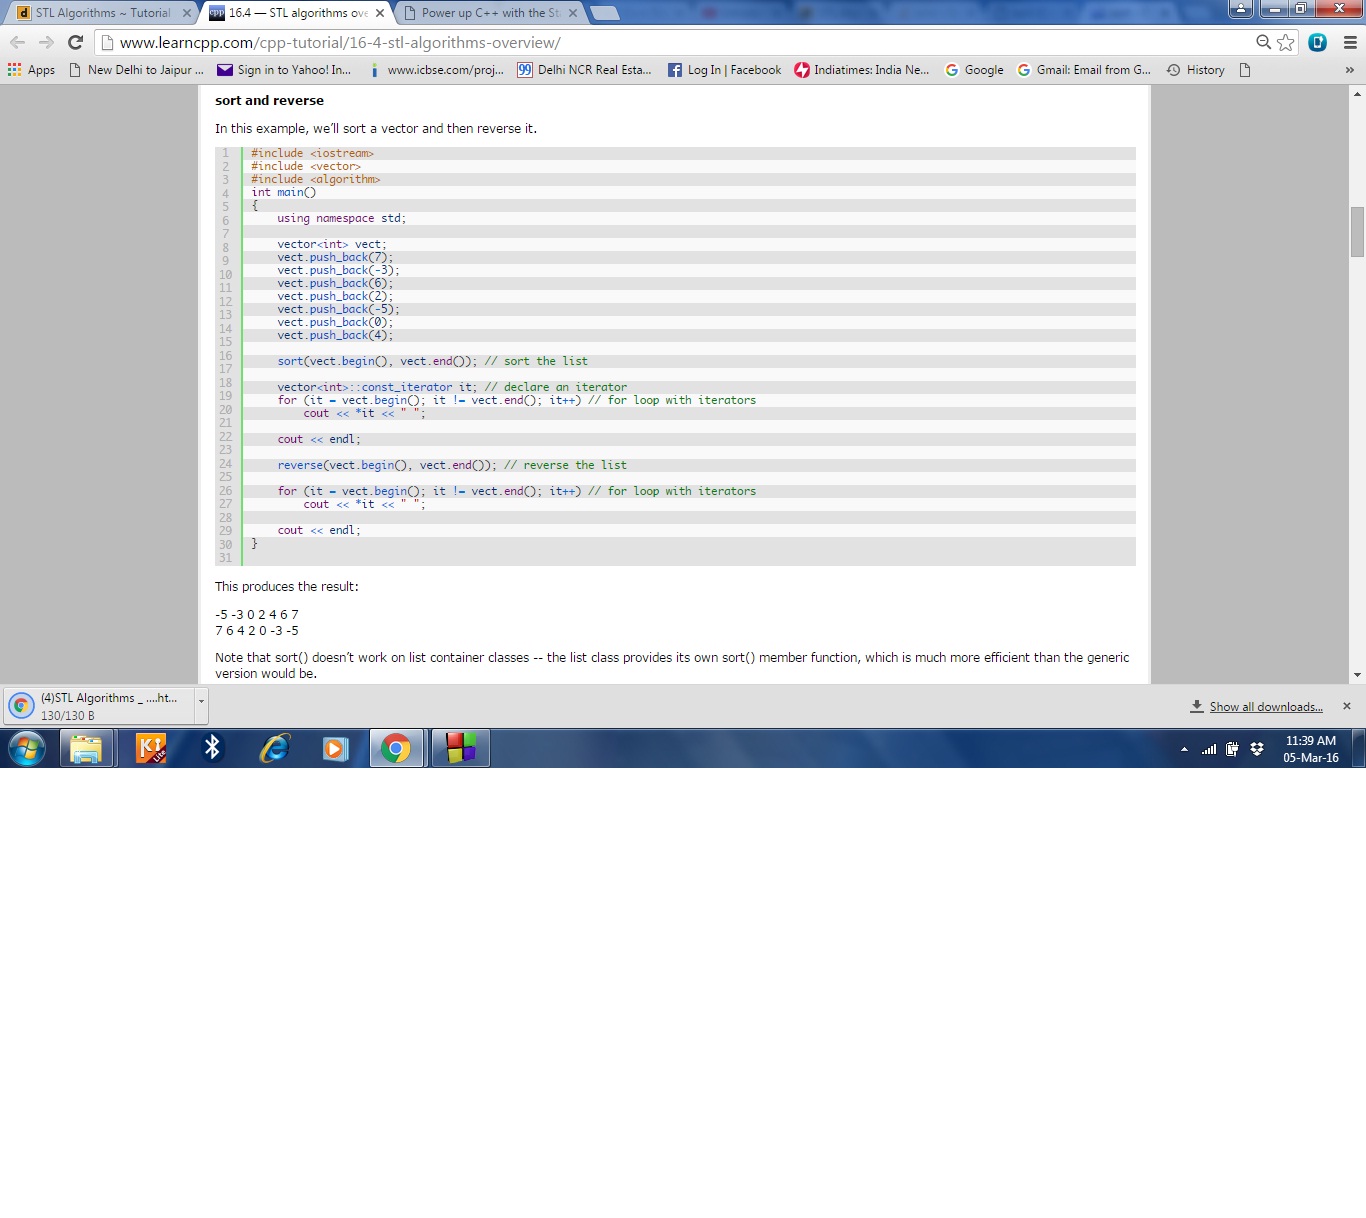 STL Algorithms ~ Tutorial
16.4 — STL algorithms ove
Power up C++ with the St
www.learncpp.com/cpp-tutorial/16-4-stl-algorithms-overview/
Apps New Delhi to Jaipur ... Sign in to Yahoo! In... www.icbse.com/proj... 99 Delhi NCR Real Esta... Log In | Facebook Indiatimes: India Ne... Google Gmail: Email from G... History »
sort and reverse
In this example, we'll sort a vector and then reverse it.
1 #include <iostream>
2 #include <vector>
3 #include <algorithm>
4 int main()
5 {
6 using namespace std;
7
8 vector<int> vect;
9 vect.push_back(7);
10 vect.push_back(-3);
11 vect.push_back(6);
12 vect.push_back(2);
13 vect.push_back(-5);
14 vect.push_back(0);
15 vect.push_back(4);
16
17 sort(vect.begin(), vect.end()); // sort the list
18
19 vector<int>::const_iterator it; // declare an iterator
20 for (it = vect.begin(); it != vect.end(); it++) // for loop with iterators
21 cout << *it << " ";
22
23 cout << endl;
24
25 reverse(vect.begin(), vect.end()); // reverse the list
26
27 for (it = vect.begin(); it != vect.end(); it++) // for loop with iterators
28 cout << *it << " ";
29
30 cout << endl;
31 }
This produces the result:
-5 -3 0 2 4 6 7
7 6 4 2 0 -3 -5
Note that sort() doesn't work on list container classes -- the list class provides its own sort() member function, which is much more efficient than the generic
version would be.
(4)STL Algorithms _ ....ht...
130/130 B
Show all downloads...
Ki Lite
11:39 AM
05-Mar-16